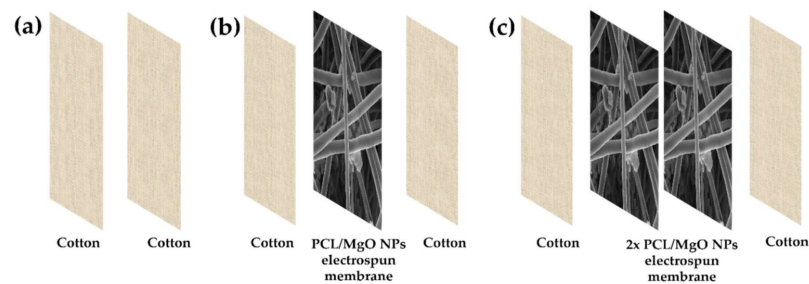 (a)
(b)
(c)
Cotton
Cotton
Cotton
PCL/MgO NPs
electrospun
membrane
Cotton
Cotton
2x PCL/MgO NPs
electrospun
membrane
Cotton